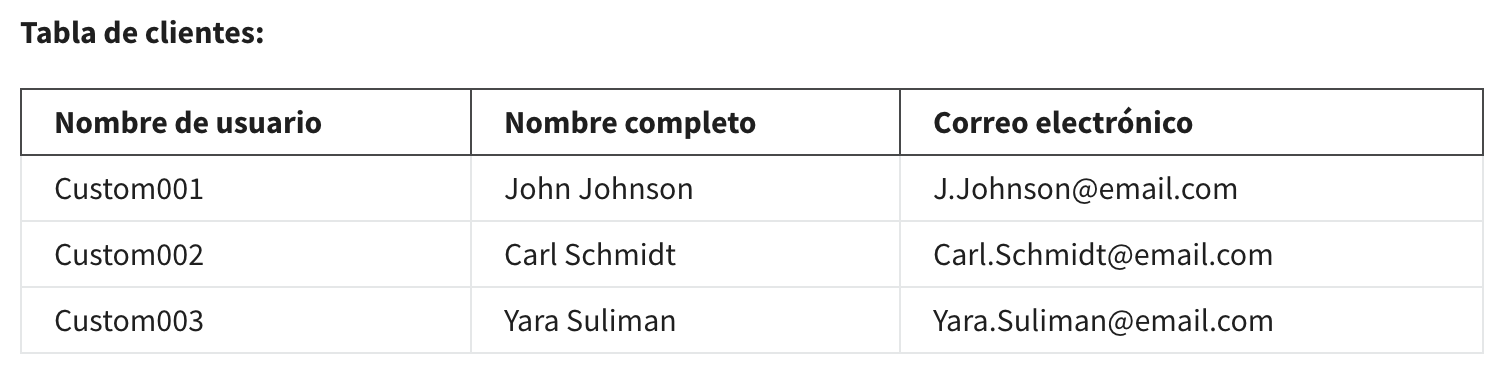 Tabla de clientes:
Nombre de usuario Nombre completo Correo electrónico
Custom001 John Johnson J.Johnson@email.com
Custom002 Carl Schmidt Carl.Schmidt@email.com
Custom003 Yara Suliman Yara.Suliman@email.com